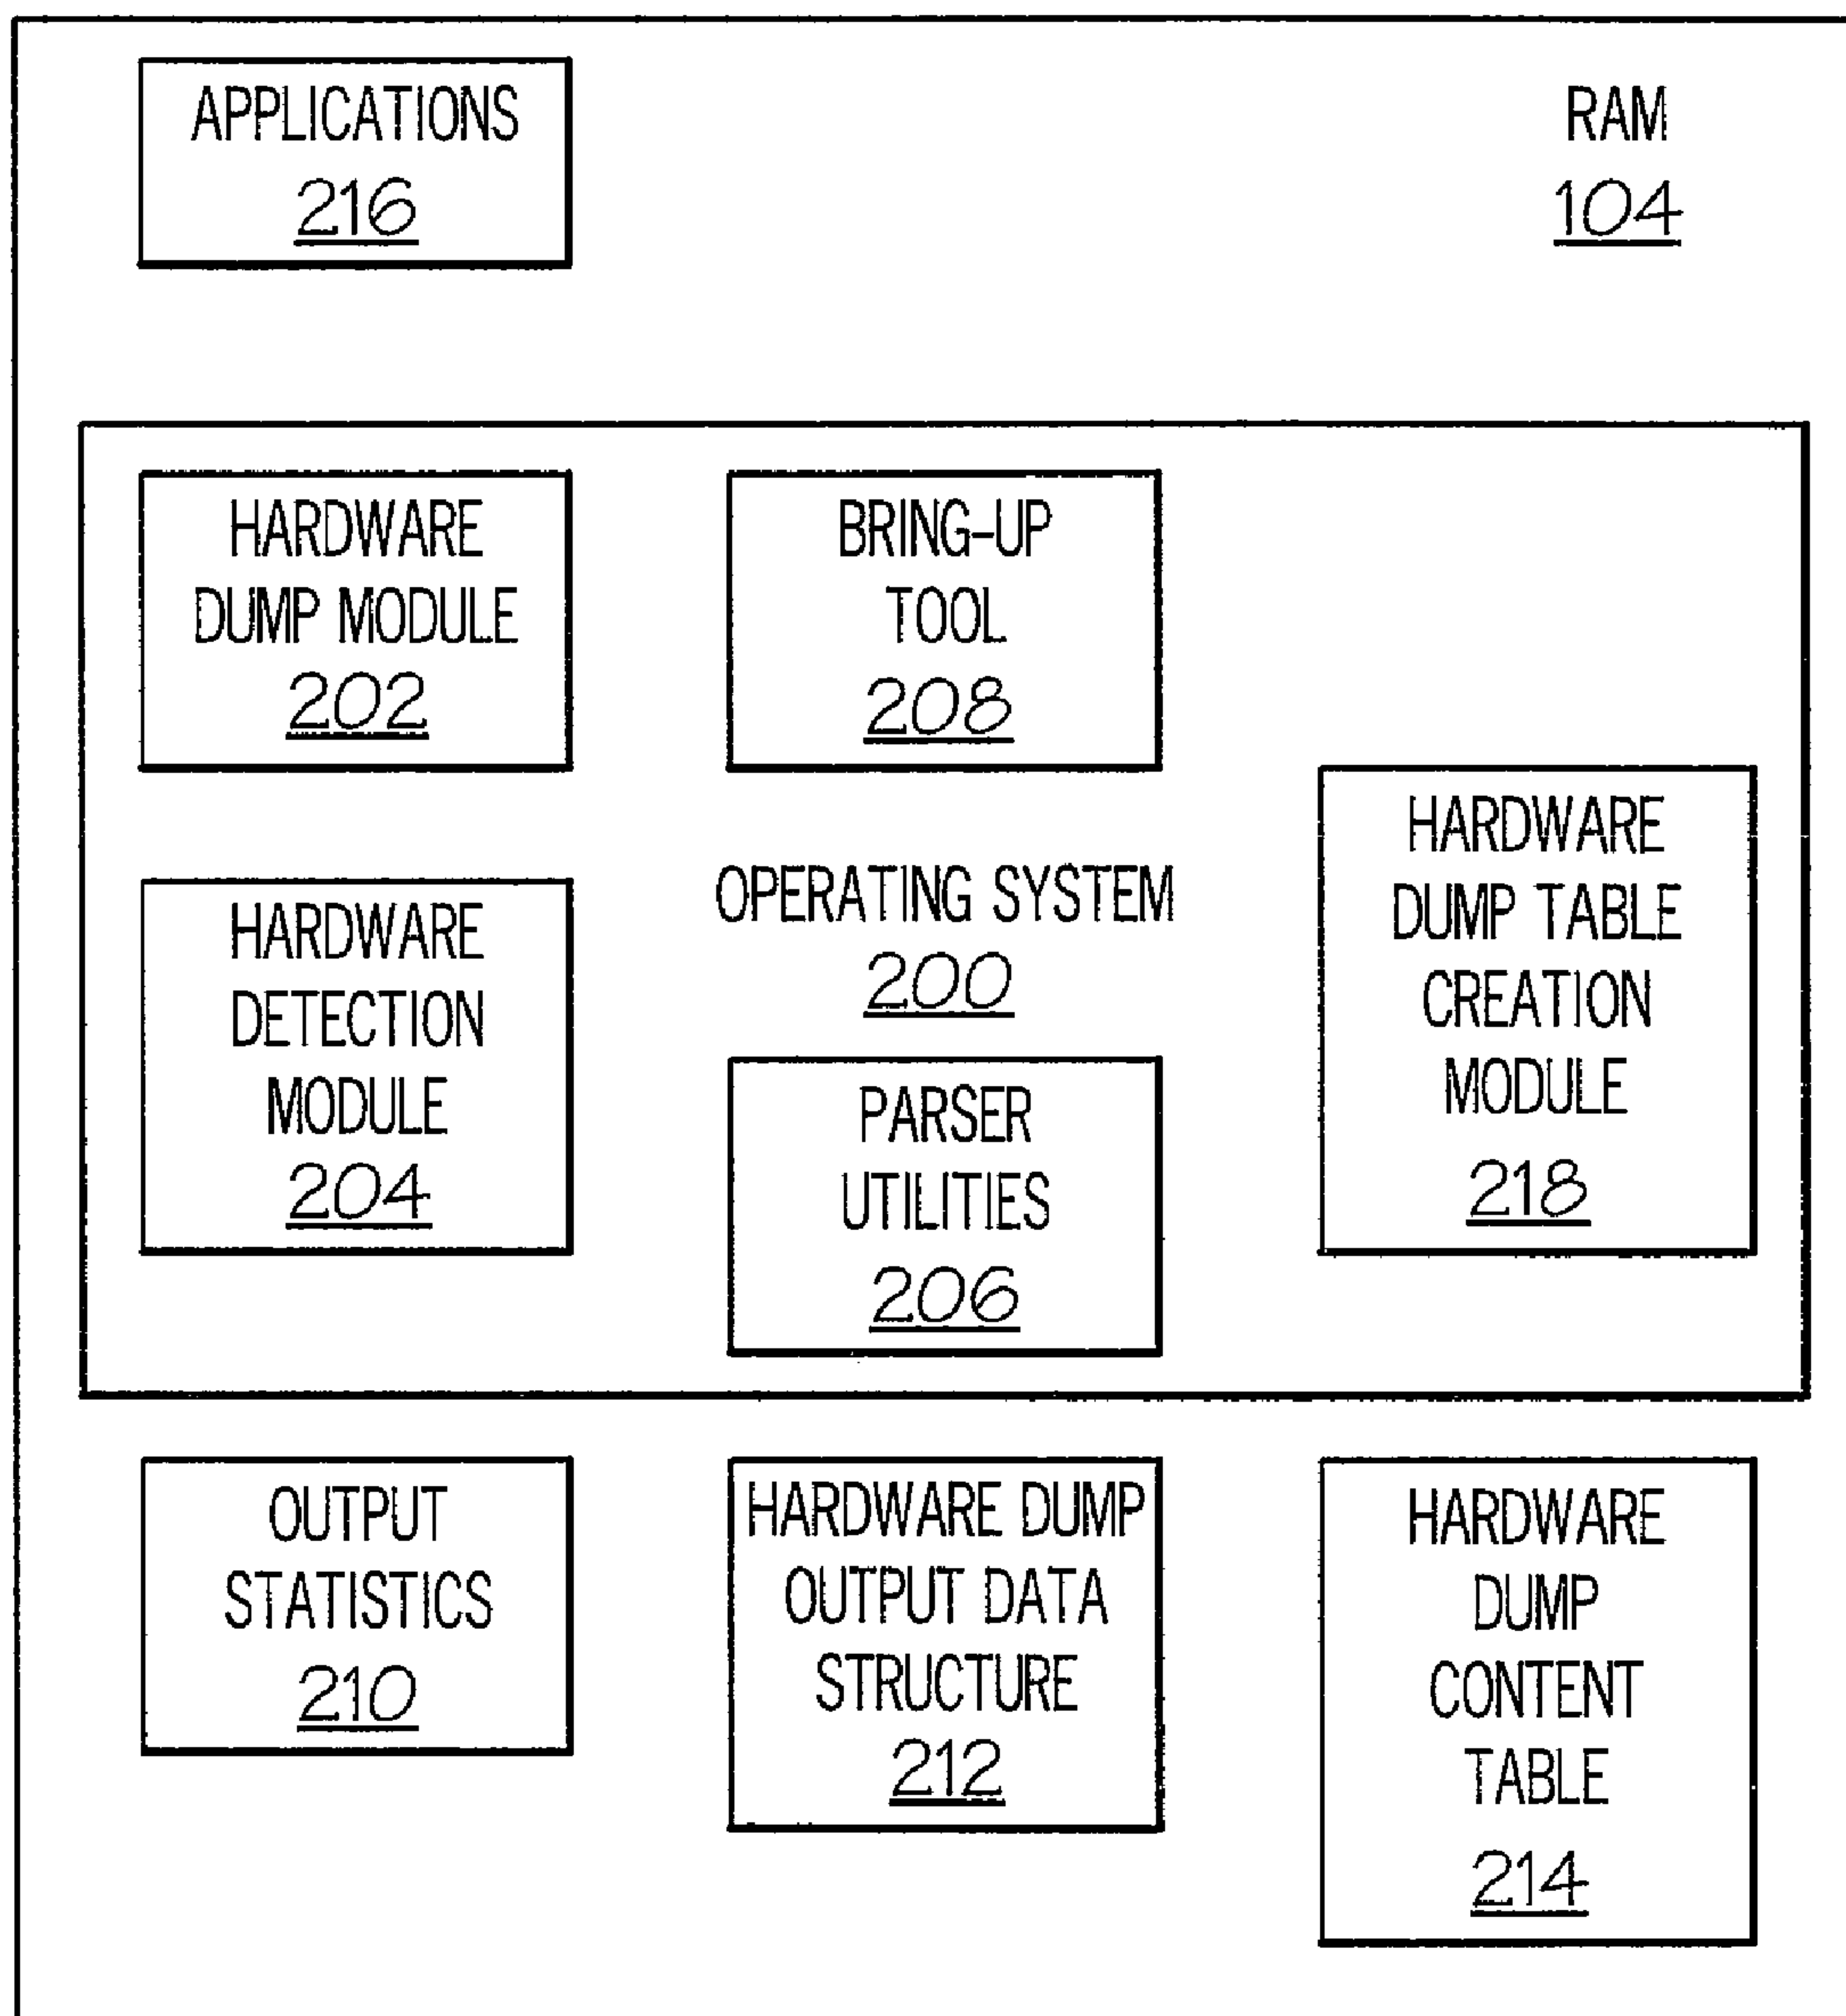 APPLICATIONS
216
RAM
104
HARDWARE
DUMP MODULE
202
BRING-UP
TOOL
208
HARDWARE
DETECTION
MODULE
204
OPERATING SYSTEM
200
PARSER
UTILITIES
206
HARDWARE
DUMP TABLE
CREATION
MODULE
218
OUTPUT
STATISTICS
210
HARDWARE DUMP
OUTPUT DATA
STRUCTURE
212
HARDWARE
DUMP
CONTENT
TABLE
214